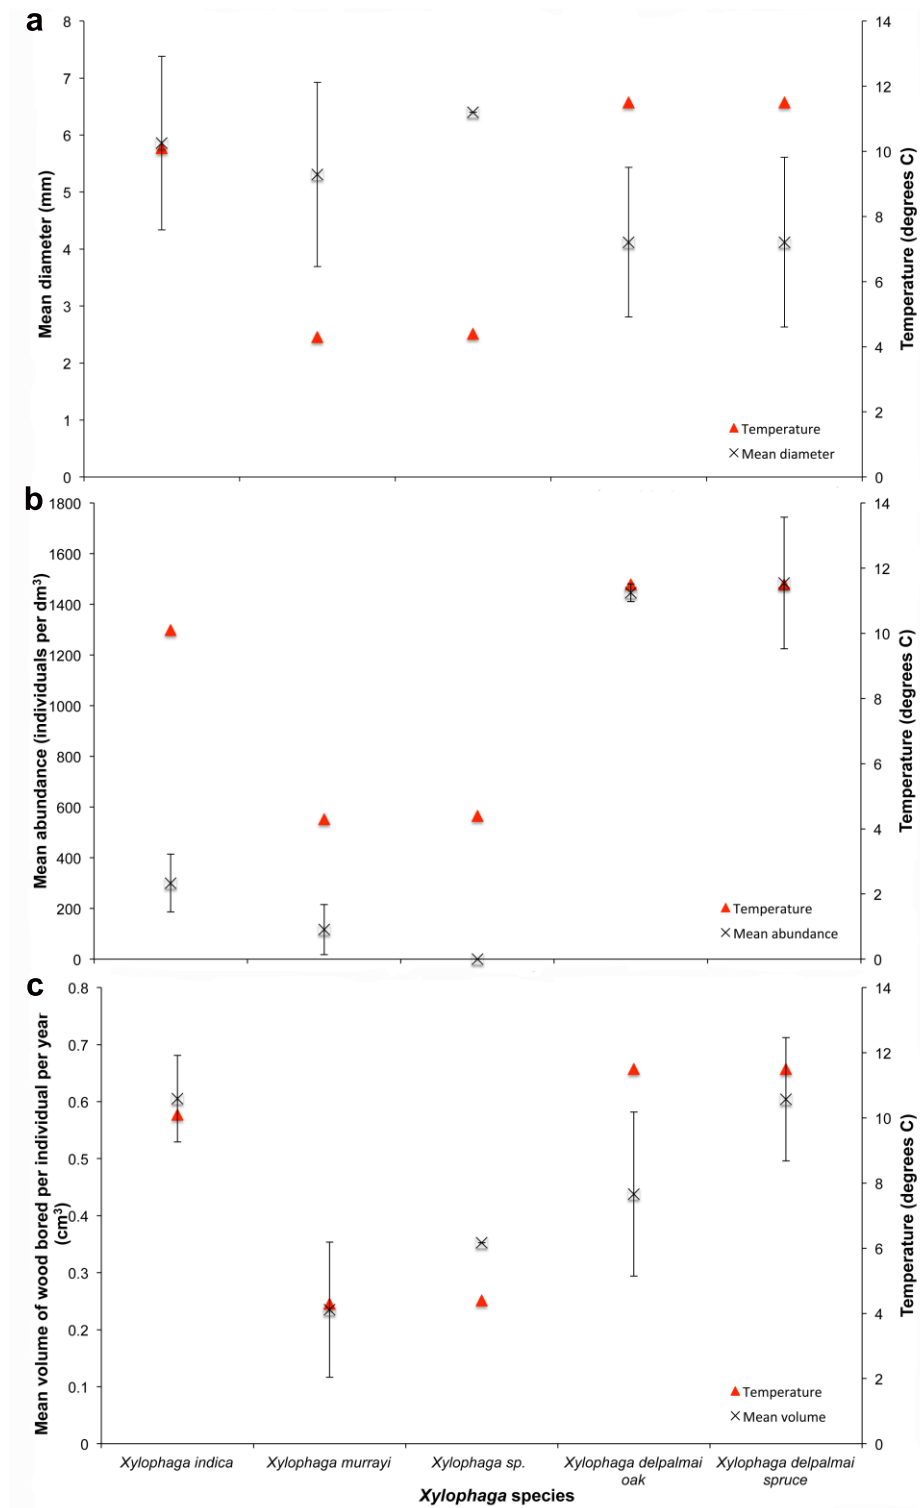 a
Mean diameter (mm)
8
7
6
5
4
3
2
1
0
14
12
10
8
6
4
2
0
Temperature (degrees C)
Temperature
Mean diameter
b
Mean abundance (individuals per dm³)
1800
1600
1400
1200
1000
800
600
400
200
0
14
12
10
8
6
4
2
0
Temperature (degrees C)
Temperature
Mean abundance
c
Mean volume of wood bored per individual per year
(cm³)
0.8
0.7
0.6
0.5
0.4
0.3
0.2
0.1
0
14
12
10
8
6
4
2
0
Temperature (degrees C)
Temperature
Mean volume
Xylophaga indica
Xylophaga murrayi
Xylophaga sp.
Xylophaga delpalmai
oak
Xylophaga delpalmai
spruce
Xylophaga species